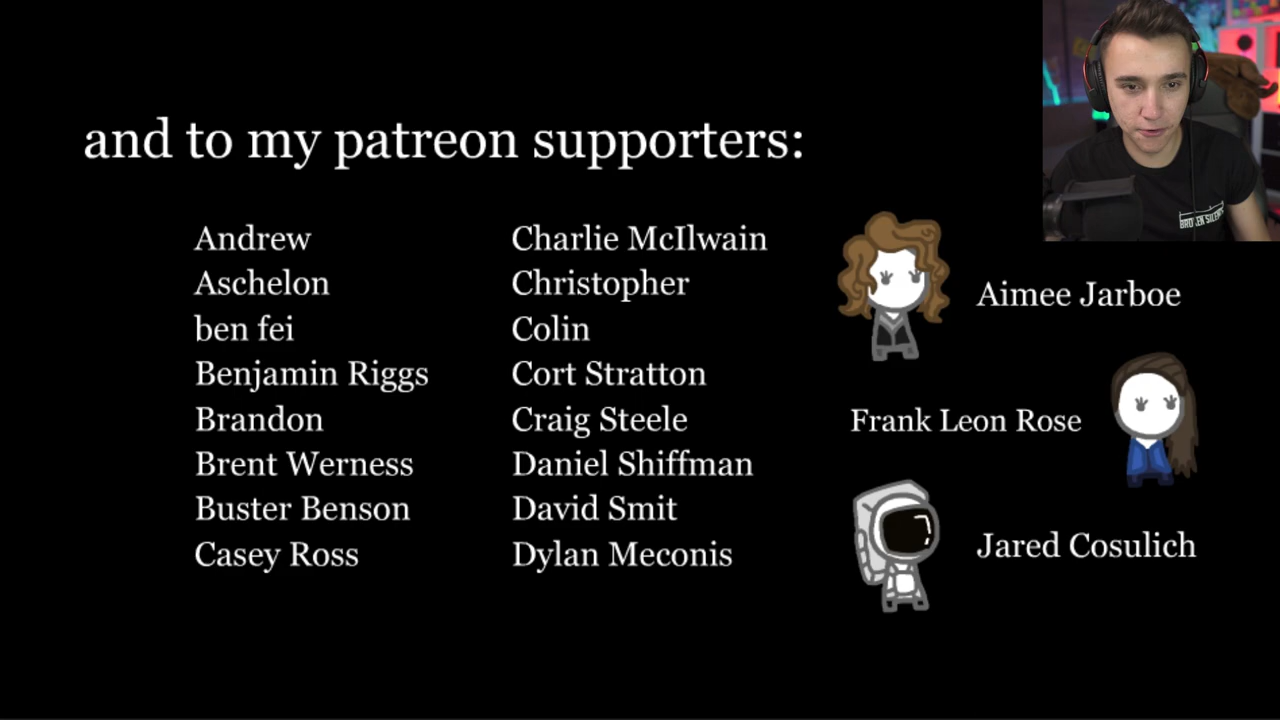 and to my patreon supporters:
Andrew
Aschelon
ben fei
Benjamin Riggs
Brandon
Brent Werness
Buster Benson
Casey Ross
Charlie McIlwain
Christopher
Colin
Cort Stratton
Craig Steele
Daniel Shiffman
David Smit
Dylan Meconis
Aimee Jarboe
Frank Leon Rose
Jared Cosulich